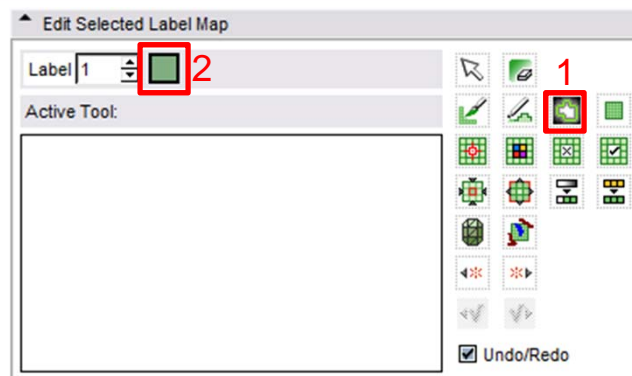 Edit Selected Label Map
Label 1 2
1
Active Tool:
Undo/Redo